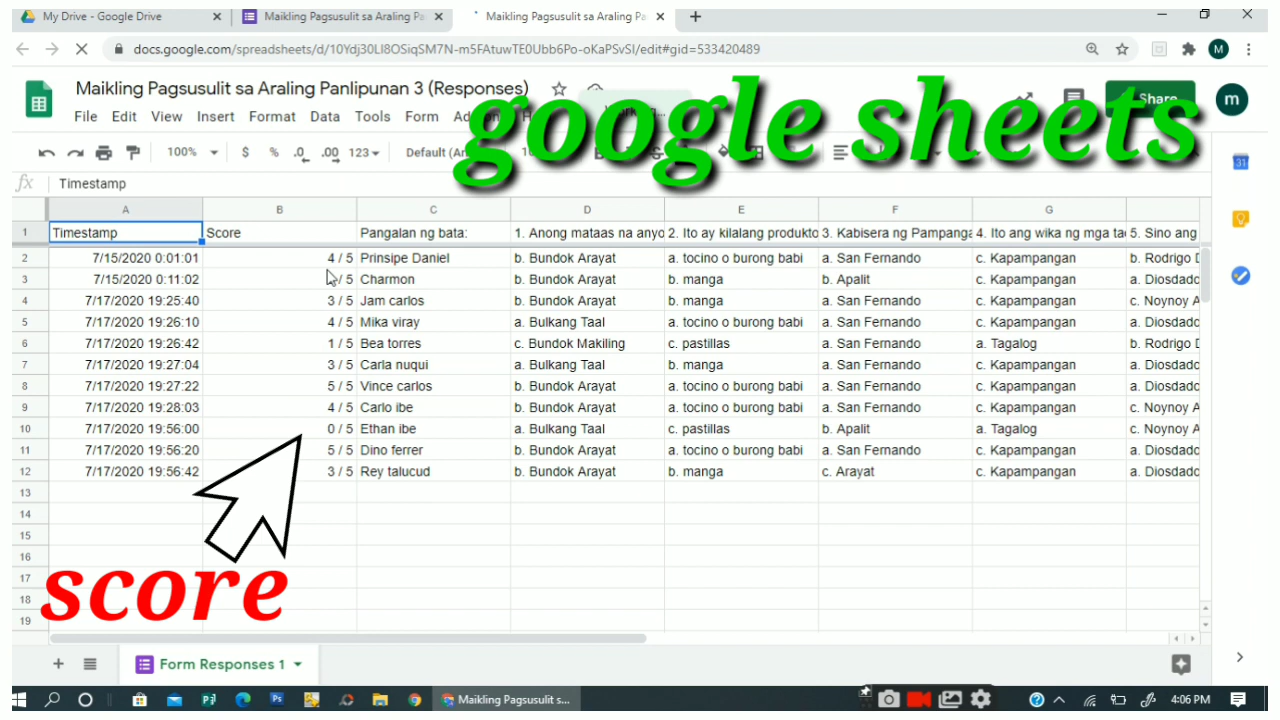 My Drive - Google Drive
Maikling Pagsusulit sa Araling Pa
Maikling Pagsusulit sa Araling Pa
docs.google.com/spreadsheets/d/10Ydj30LI8OSiqSM7N-m5FAtuwTE0Ubb6Po-oKaPSvSI/edit#gid=533420489
M
Maikling Pagsusulit sa Araling Panlipunan 3 (Responses)
Share
m
File Edit View Insert Format Data Tools Form
google sheets
100% $ % .0 .00 123 Default
31
fx Timestamp
A B C D E F G
1 Timestamp Score Pangalan ng bata: 1. Anong mataas na anyo 2. Ito ay kilalang produkto 3. Kabisera ng Pampanga 4. Ito ang wika ng mga ta 5. Sino ang
2 7/15/2020 0:01:01 4 / 5 Prinsipe Daniel b. Bundok Arayat a. tocino o burong babi a. San Fernando c. Kapampangan b. Rodrigo
3 7/15/2020 0:11:02 / 5 Charmon b. Bundok Arayat b. manga b. Apalit c. Kapampangan a. Diosdado
4 7/17/2020 19:25:40 3 / 5 Jam carlos b. Bundok Arayat b. manga a. San Fernando c. Kapampangan c. Noynoy A
5 7/17/2020 19:26:10 4 / 5 Mika viray a. Bulkang Taal a. tocino o burong babi a. San Fernando c. Kapampangan a. Diosdado
6 7/17/2020 19:26:42 1 / 5 Bea torres c. Bundok Makiling c. pastillas a. San Fernando a. Tagalog b. Rodrigo
7 7/17/2020 19:27:04 3 / 5 Carla nuqui a. Bulkang Taal b. manga a. San Fernando c. Kapampangan a. Diosdado
8 7/17/2020 19:27:22 5 / 5 Vince carlos b. Bundok Arayat a. tocino o burong babi a. San Fernando c. Kapampangan a. Diosdado
9 7/17/2020 19:28:03 4 / 5 Carlo ibe b. Bundok Arayat a. tocino o burong babi a. San Fernando c. Kapampangan c. Noynoy A
10 7/17/2020 19:56:00 0 / 5 Ethan ibe a. Bulkang Taal c. pastillas b. Apalit a. Tagalog c. Noynoy A
11 7/17/2020 19:56:20 5 / 5 Dino ferrer b. Bundok Arayat a. tocino o burong babi a. San Fernando c. Kapampangan a. Diosdado
12 7/17/2020 19:56:42 3 / 5 Rey talucud b. Bundok Arayat b. manga c. Arayat c. Kapampangan a. Diosdado
13
14
15
16
17
18
19
score
Form Responses 1
Maikling Pagsusulit s...
4:06 PM